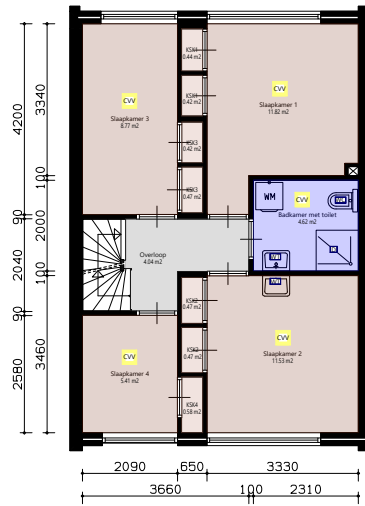 KSK1
0.44 m2
CVV
CVV
KSK1
0.42 m2
Slaapkamer 1
11.82 m2
Slaapkamer 3
8.77 m2
KSK3
0.42 m2
KSK3
0.47 m2
WM
CVV
Badkamer met toilet
4.62 m2
Overloop
4.04 m2
KSK2
0.47 m2
CVV
Slaapkamer 2
11.53 m2
KSK2
0.47 m2
CVV
Slaapkamer 4
5.41 m2
KSK4
0.58 m2
4200
90
2040
90
2580
3340
100
2000
100
3460
2090 650 3330
3660 100 2310